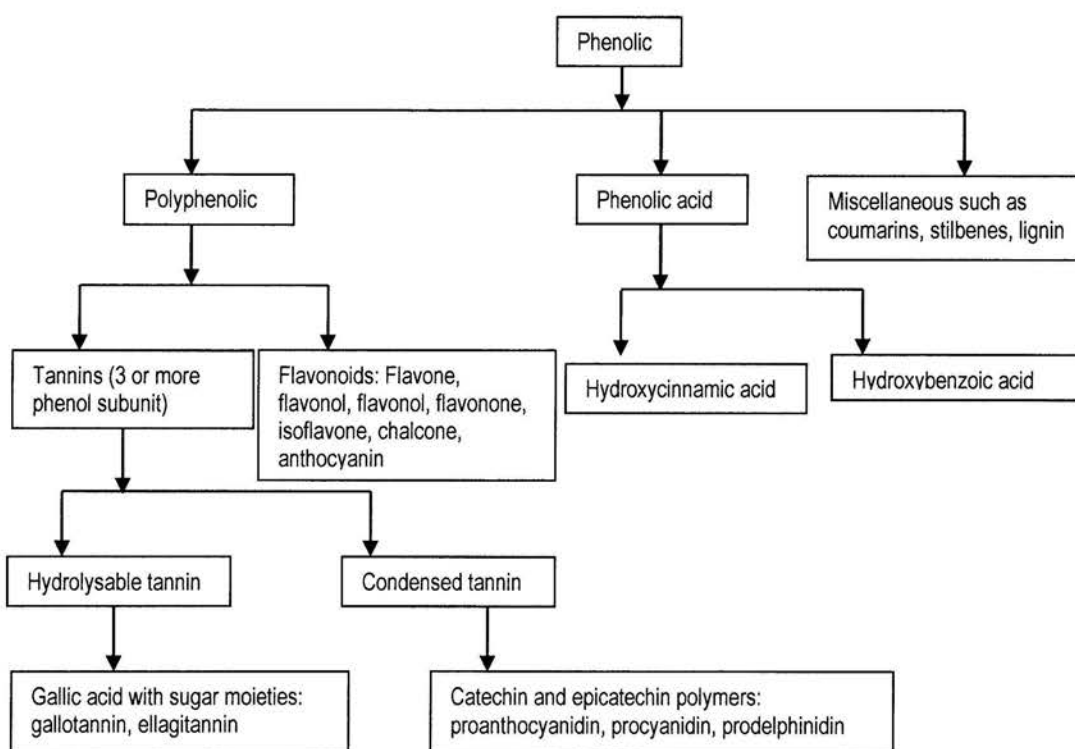 Phenolic
Polyphenolic
Phenolic acid
Miscellaneous such as
coumarins, stilbenes, lignin
Tannins (3 or more
phenol subunit)
Flavonoids: Flavone,
flavonol, flavonol, flavonone,
isoflavone, chalcone,
anthocyanin
Hydroxycinnamic acid
Hydroxybenzoic acid
Hydrolysable tannin
Condensed tannin
Gallic acid with sugar moieties:
gallotannin, ellagitannin
Catechin and epicatechin polymers:
proanthocyanidin, procyanidin, prodelphinidin